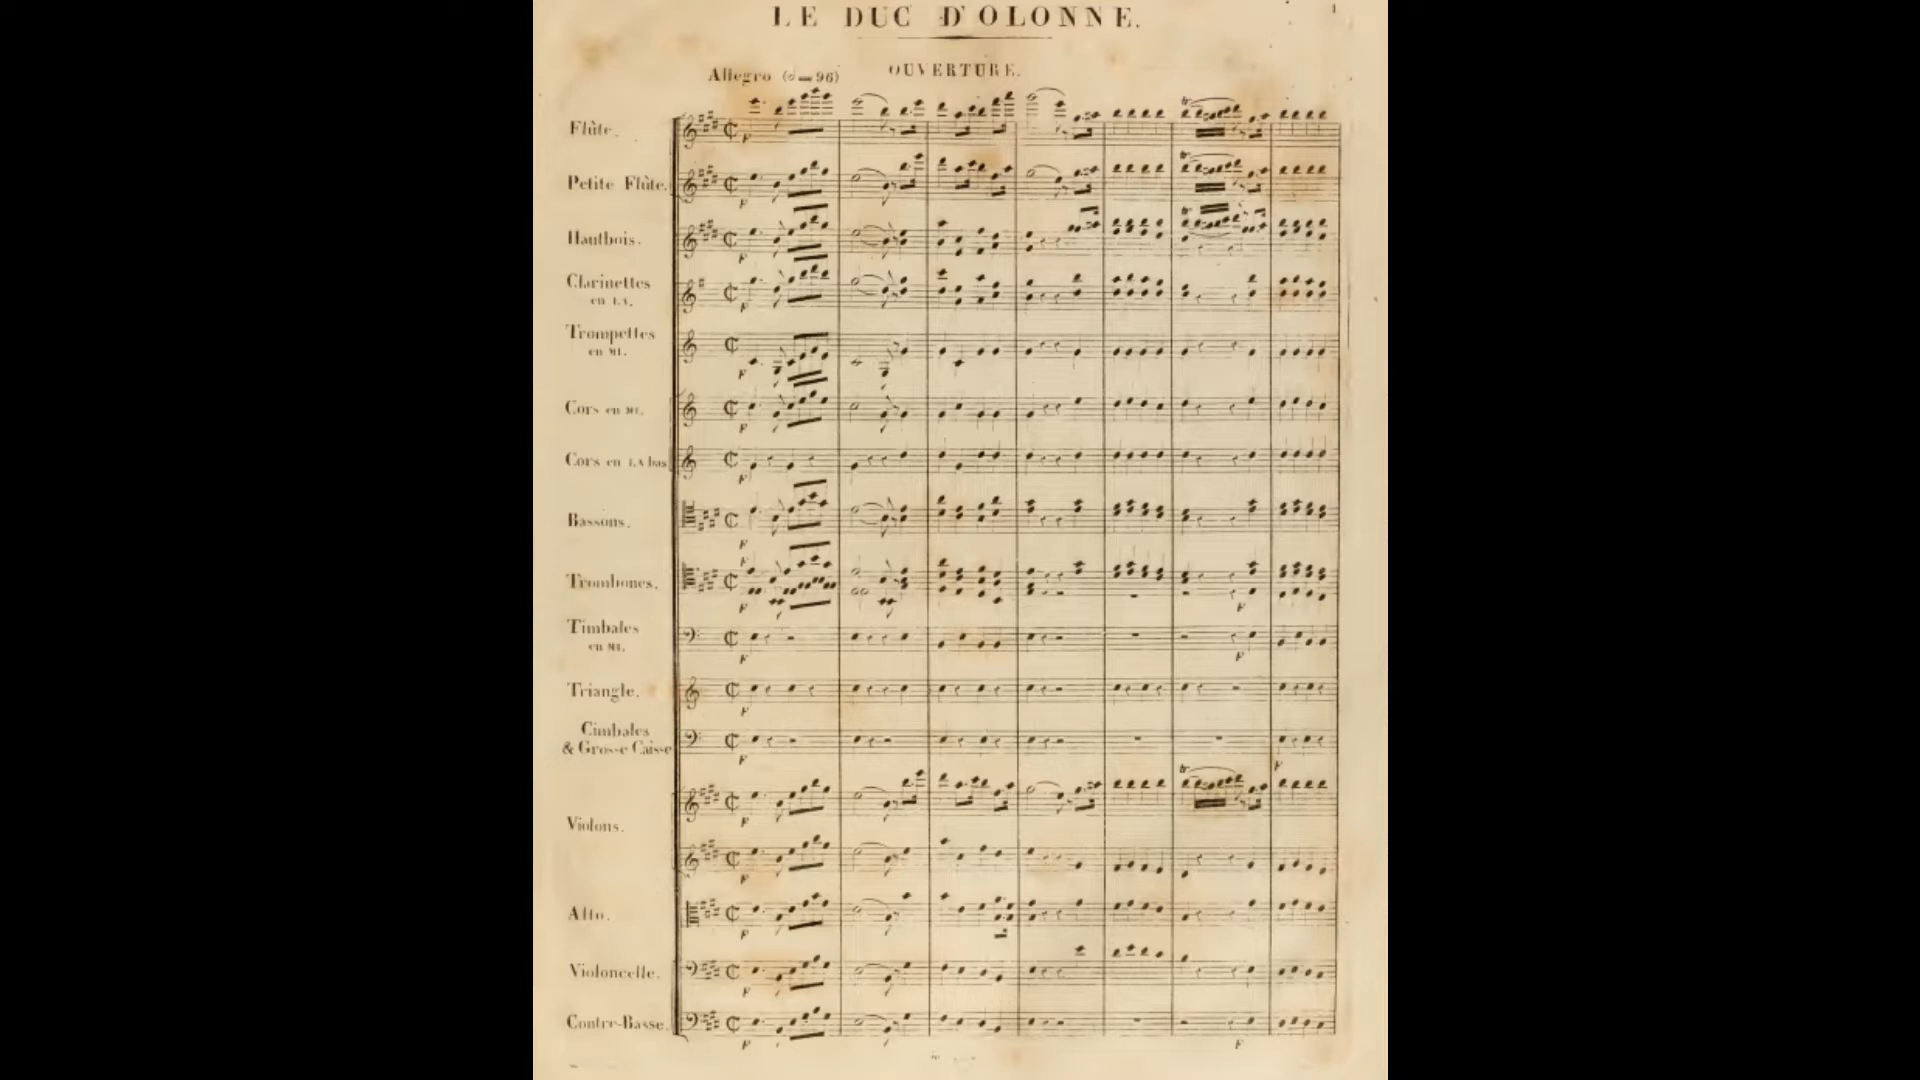 LE DUC D'OLONNE.
1
OUVERTURE.
Allegro (𝅗𝅥=96)
Flûte.
Petite Flûte.
Hautbois.
Clarinettes
en LA.
Trompettes
en MI.
Cors en MI.
Cors en LA bas
Bassons.
Trombones.
Timbales
en MI.
Triangle.
Cimbales
& Grosse Caisse
Violons.
Alto.
Violoncelle.
Contre-Basse.